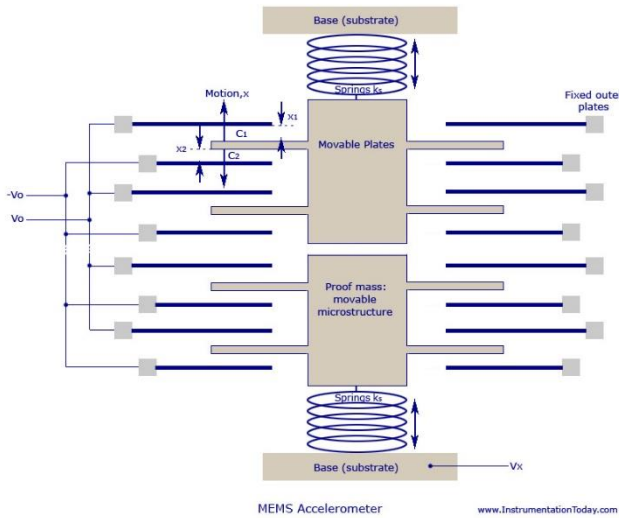 Base (substrate)
Springs ks
Motion,x
x1
Fixed oute
plates
C1
x2
C2
Movable Plates
-Vo
Vo
Proof mass:
movable
microstructure
Springs ks
Base (substrate)
Vx
MEMS Accelerometer
www.InstrumentationToday.com